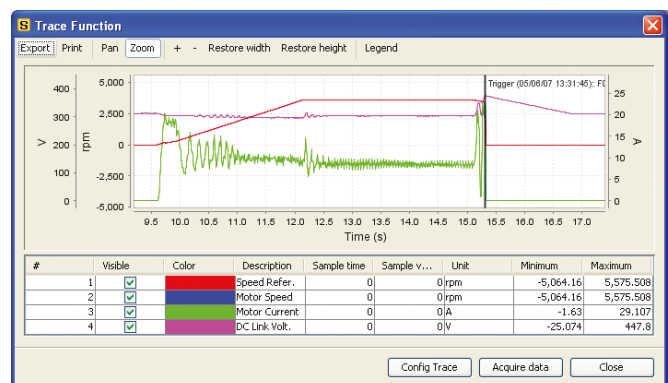 S Trace Function
Export Print Pan Zoom + - Restore width Restore height Legend
Trigger (05/06/07 13:31:46): F0
400
300
200
100
0
V
5,000
2,500
0
-2,500
-5,000
rpm
25
20
15
10
5
0
A
9.5 10.0 10.5 11.0 11.5 12.0 12.5 13.0 13.5 14.0 14.5 15.0 15.5 16.0 16.5 17.0
Time (s)
# Visible Color Description Sample time Sample v... Unit Minimum Maximum
1 Speed Refer. 0 0 rpm -5,064.16 5,575.508
2 Motor Speed 0 0 rpm -5,064.16 5,575.508
3 Motor Current 0 0 A -1.63 29.107
4 DC Link Volt. 0 0 V -25.074 447.8
Config Trace Acquire data Close